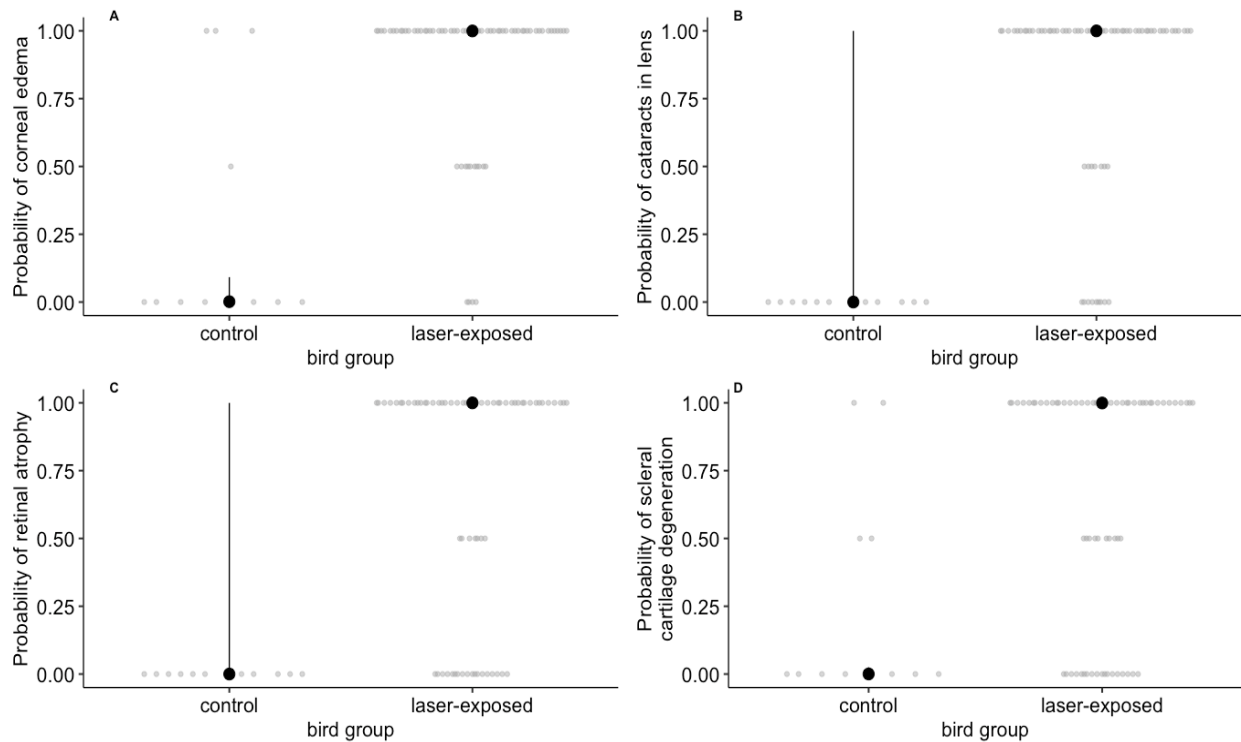 A
Probability of corneal edema
1.00
0.75
0.50
0.25
0.00
control
laser-exposed
bird group
B
Probability of cataracts in lens
1.00
0.75
0.50
0.25
0.00
control
laser-exposed
bird group
C
Probability of retinal atrophy
1.00
0.75
0.50
0.25
0.00
control
laser-exposed
bird group
D
Probability of scleral
cartilage degeneration
1.00
0.75
0.50
0.25
0.00
control
laser-exposed
bird group